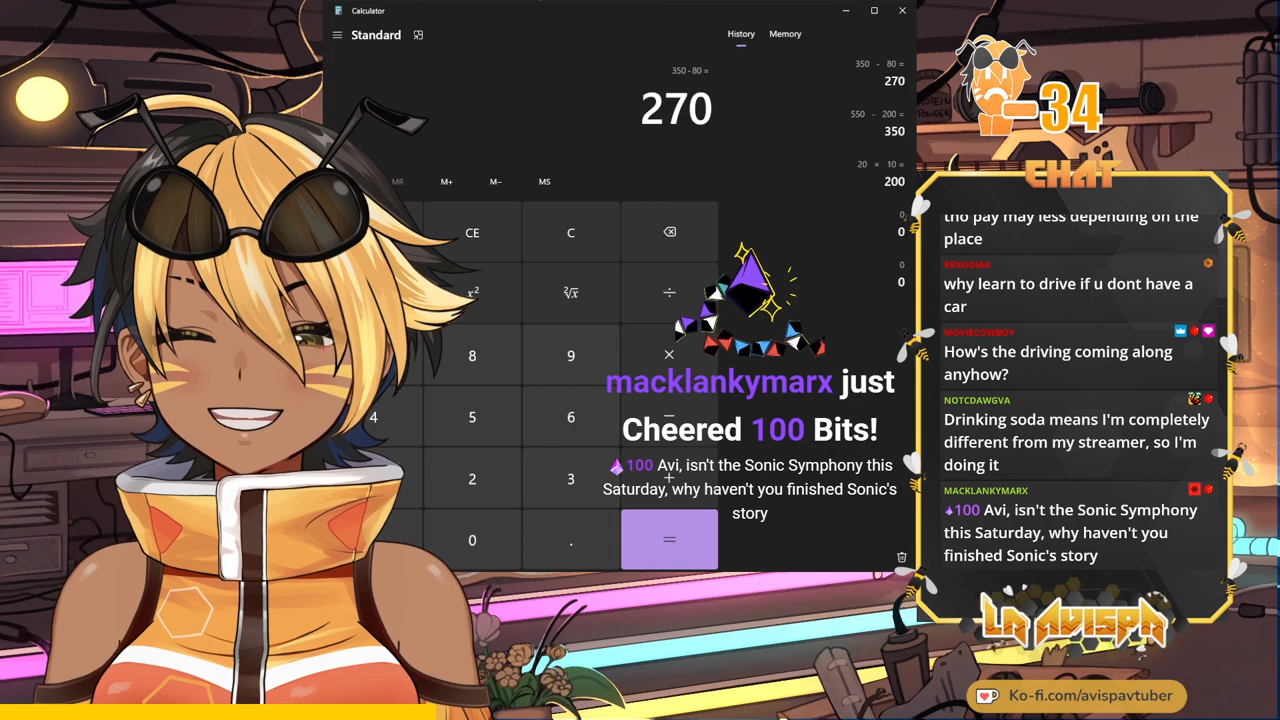 Calculator
Standard
History
Memory
350 - 80 =
270
350 - 80 =
270
550 - 200 =
350
20 × 10 =
200
0
0
0
0
MR
M+
M−
MS
CE
C
x²
²√x
÷
8
9
×
4
5
6
−
2
3
+
0
.
=
macklankymarx just
Cheered 100 Bits!
100 Avi, isn't the Sonic Symphony this
Saturday, why haven't you finished Sonic's
story
-34
CHAT
tho pay may less depending on the
place
REXODIAK
why learn to drive if u dont have a
car
MOVIECOWBOY
How's the driving coming along
anyhow?
NOTCDAWGVA
Drinking soda means I'm completely
different from my streamer, so I'm
doing it
MACKLANKYMARX
100 Avi, isn't the Sonic Symphony
this Saturday, why haven't you
finished Sonic's story
LA AVISPA
Ko-fi.com/avispavtuber